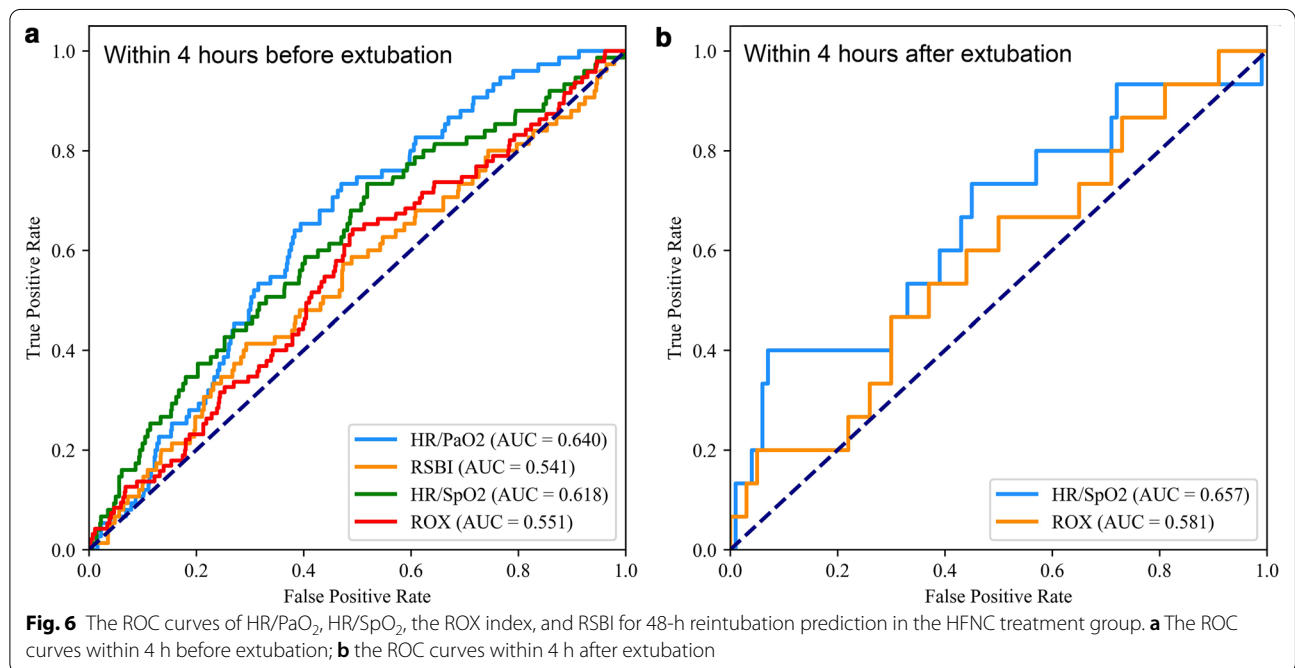 a
Within 4 hours before extubation
1.0
0.8
0.6
0.4
0.2
0.0
True Positive Rate
0.0 0.2 0.4 0.6 0.8 1.0
False Positive Rate
HR/PaO2 (AUC = 0.640)
RSBI (AUC = 0.541)
HR/SpO2 (AUC = 0.618)
ROX (AUC = 0.551)
b
Within 4 hours after extubation
1.0
0.8
0.6
0.4
0.2
0.0
True Positive Rate
0.0 0.2 0.4 0.6 0.8 1.0
False Positive Rate
HR/SpO2 (AUC = 0.657)
ROX (AUC = 0.581)
Fig. 6 The ROC curves of HR/PaO₂, HR/SpO₂, the ROX index, and RSBI for 48-h reintubation prediction in the HFNC treatment group. a The ROC
curves within 4 h before extubation; b the ROC curves within 4 h after extubation